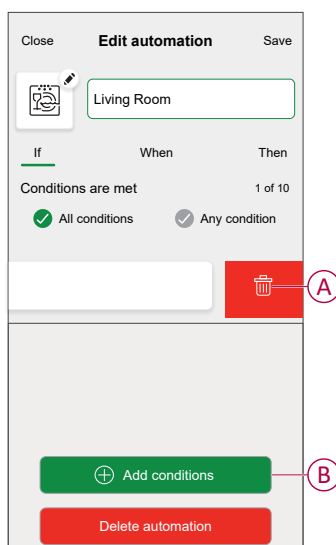 Close Edit automation Save
Living Room
If When Then
Conditions are met 1 of 10
All conditions Any condition
A
Add conditions B
Delete automation